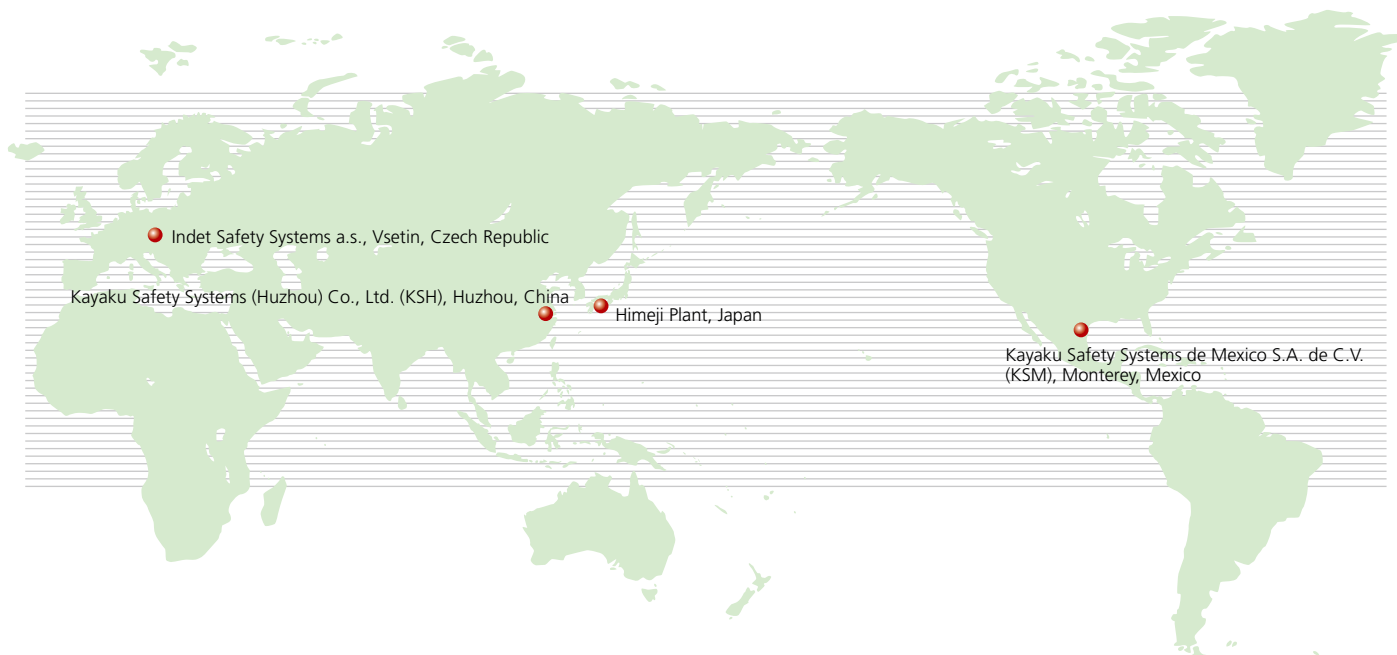 Indet Safety Systems a.s., Vsetin, Czech Republic
Kayaku Safety Systems (Huzhou) Co., Ltd. (KSH), Huzhou, China
Himeji Plant, Japan
Kayaku Safety Systems de Mexico S.A. de C.V.
(KSM), Monterey, Mexico